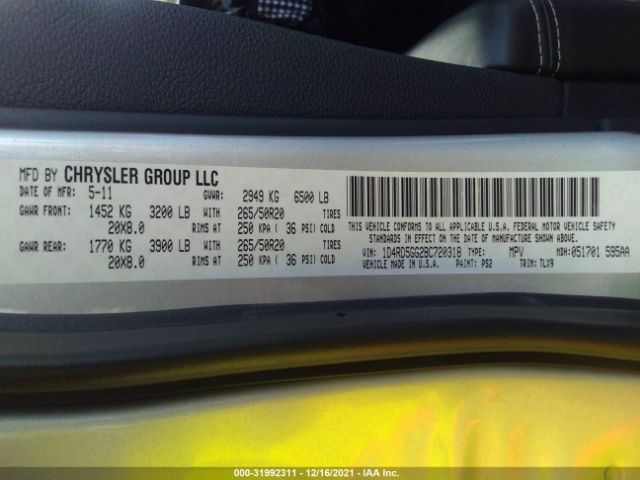 MFD BY CHRYSLER GROUP LLC
DATE OF MFR: 5-11 GVWR: 2949 KG 6500 LB
GAWR FRONT: 1452 KG 3200 LB WITH 265/50R20 TIRES
20X8.0 RIMS AT 250 KPA ( 36 PSI) COLD
GAWR REAR: 1770 KG 3900 LB WITH 265/50R20 TIRES
20X8.0 RIMS AT 250 KPA ( 36 PSI) COLD
THIS VEHICLE CONFORMS TO ALL APPLICABLE U.S.A. FEDERAL MOTOR VEHICLE SAFETY
STANDARDS IN EFFECT ON THE DATE OF MANUFACTURE SHOWN ABOVE.
VIN: 1D4RD5GG2BC720318 TYPE: MPV MDH: 051701 595AA
VEHICLE MADE IN U.S.A. PAINT: PS2 TRIM: TLX9
000-31992311 - 12/16/2021 - IAA Inc.